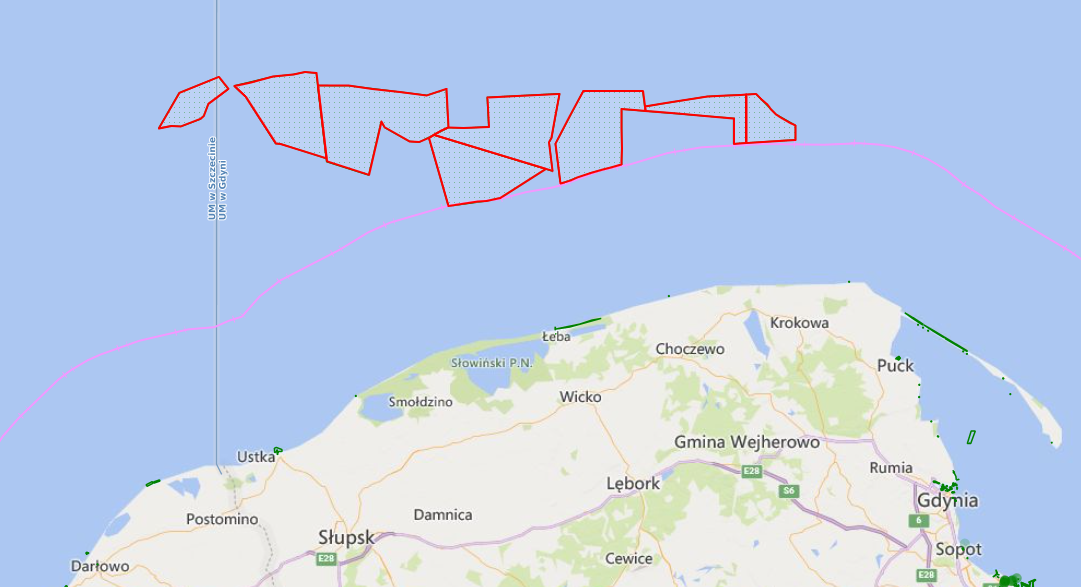 UM w Szczecinie
UM w Gdyni
Krokowa
Łeba
Choczewo
Słowiński P.N.
Puck
Smołdzino
Wicko
Gmina Wejherowo
Ustka
E28
Rumia
Lębork
S6
Gdynia
Postomino
Damnica
6
Słupsk
Sopot
E28
Cewice
Darłowo
E28